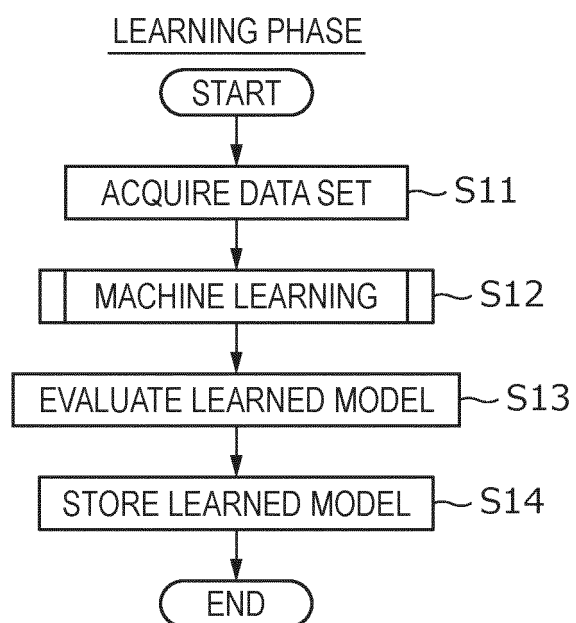 LEARNING PHASE
START
ACQUIRE DATA SET
S11
MACHINE LEARNING
S12
EVALUATE LEARNED MODEL
S13
STORE LEARNED MODEL
S14
END